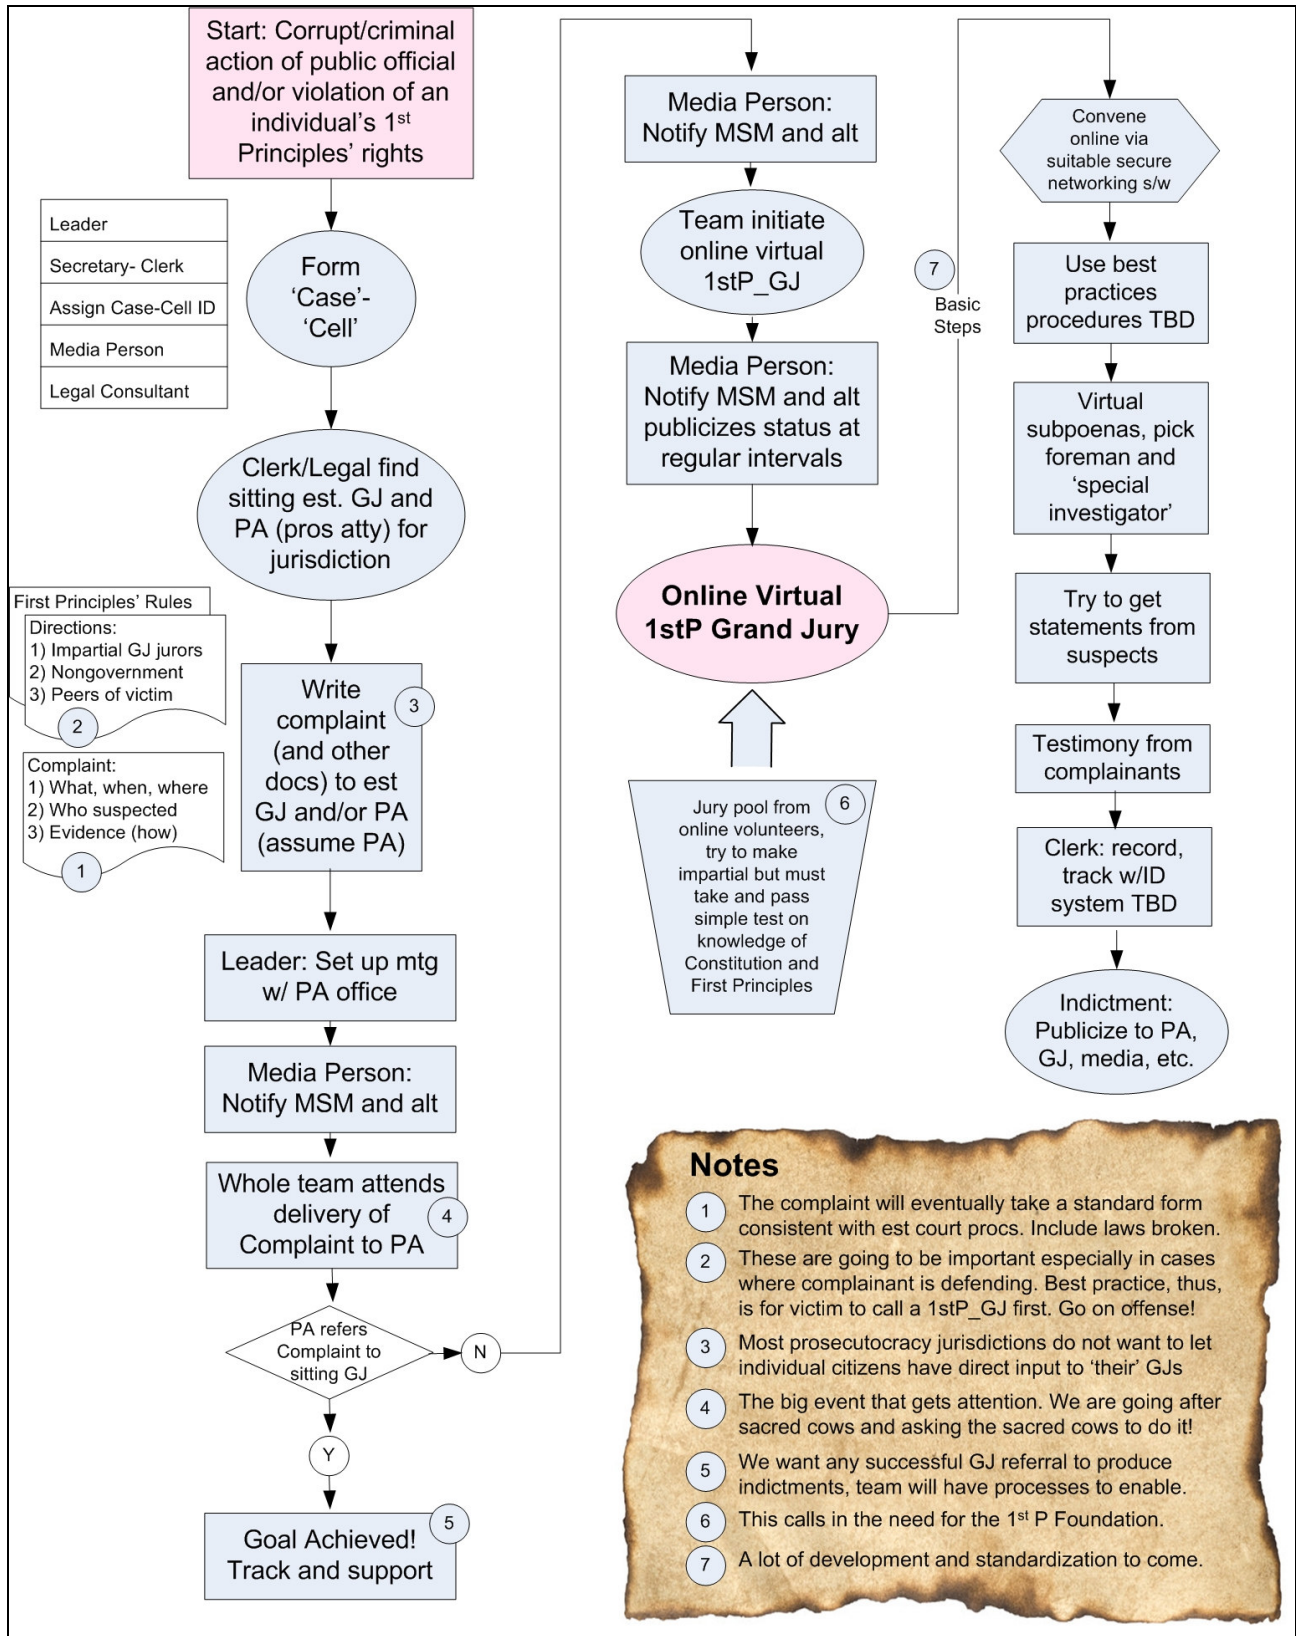 Start: Corrupt/criminal
action of public official
and/or violation of an
individual's 1st
Principles' rights
Leader
Secretary- Clerk
Assign Case-Cell ID
Media Person
Legal Consultant
Form
'Case'-
'Cell'
Clerk/Legal find
sitting est. GJ and
PA (pros atty) for
jurisdiction
First Principles' Rules
Directions:
1) Impartial GJ jurors
2) Nongovernment
3) Peers of victim
2
Complaint:
1) What, when, where
2) Who suspected
3) Evidence (how)
1
Write
complaint
(and other
docs) to est
GJ and/or PA
(assume PA)
3
Leader: Set up mtg
w/ PA office
Media Person:
Notify MSM and alt
Whole team attends
delivery of
Complaint to PA
4
PA refers
Complaint to
sitting GJ
N
Y
Goal Achieved!
Track and support
5
Media Person:
Notify MSM and alt
Team initiate
online virtual
1stP_GJ
Media Person:
Notify MSM and alt
publicizes status at
regular intervals
Online Virtual
1stP Grand Jury
6
Jury pool from
online volunteers,
try to make
impartial but must
take and pass
simple test on
knowledge of
Constitution and
First Principles
7
Basic
Steps
Convene
online via
suitable secure
networking s/w
Use best
practices
procedures TBD
Virtual
subpoenas, pick
foreman and
'special
investigator'
Try to get
statements from
suspects
Testimony from
complainants
Clerk: record,
track w/ID
system TBD
Indictment:
Publicize to PA,
GJ, media, etc.
Notes
1 The complaint will eventually take a standard form
consistent with est court procs. Include laws broken.
2 These are going to be important especially in cases
where complainant is defending. Best practice, thus,
is for victim to call a 1stP_GJ first. Go on offense!
3 Most prosecutocracy jurisdictions do not want to let
individual citizens have direct input to 'their' GJs
4 The big event that gets attention. We are going after
sacred cows and asking the sacred cows to do it!
5 We want any successful GJ referral to produce
indictments, team will have processes to enable.
6 This calls in the need for the 1st P Foundation.
7 A lot of development and standardization to come.